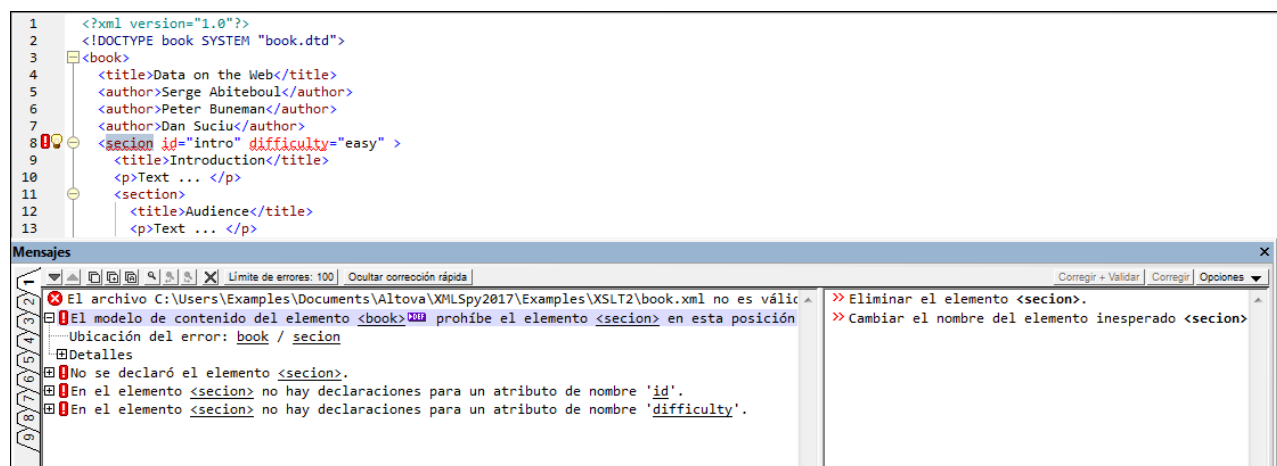 1 <?xml version="1.0"?>
2 <!DOCTYPE book SYSTEM "book.dtd">
3 <book>
4 <title>Data on the Web</title>
5 <author>Serge Abiteboul</author>
6 <author>Peter Buneman</author>
7 <author>Dan Suciu</author>
8 <secion id="intro" difficulty="easy" >
9 <title>Introduction</title>
10 <p>Text ... </p>
11 <section>
12 <title>Audience</title>
13 <p>Text ... </p>
Mensajes
Límite de errores: 100 Ocultar corrección rápida Corregir + Validar Corregir Opciones
1
2
3
4
5
6
7
8
9
El archivo C:\Users\Examples\Documents\Altova\XMLSpy2017\Examples\XSLT2\book.xml no es válid
El modelo de contenido del elemento <book> prohíbe el elemento <secion> en esta posición
Ubicación del error: book / secion
Detalles
No se declaró el elemento <secion>.
En el elemento <secion> no hay declaraciones para un atributo de nombre 'id'.
En el elemento <secion> no hay declaraciones para un atributo de nombre 'difficulty'.
Eliminar el elemento <secion>.
Cambiar el nombre del elemento inesperado <secion>